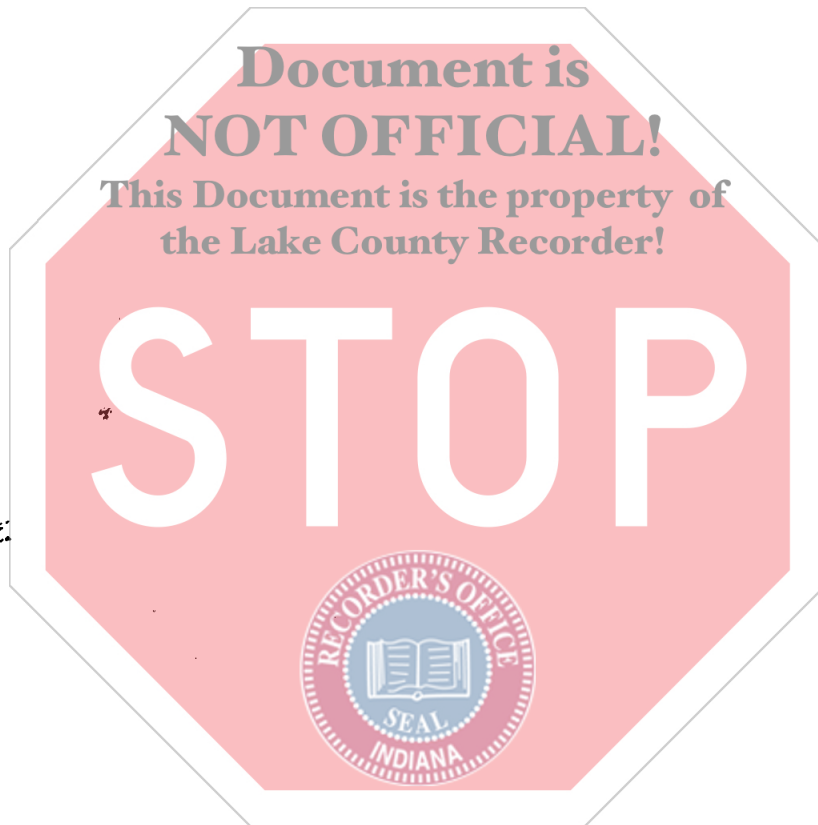 Document is
NOT OFFICIAL!
This Document is the property of
the Lake County Recorder!
STOP
RECORDER'S OFFICE
SEAL
INDIANA